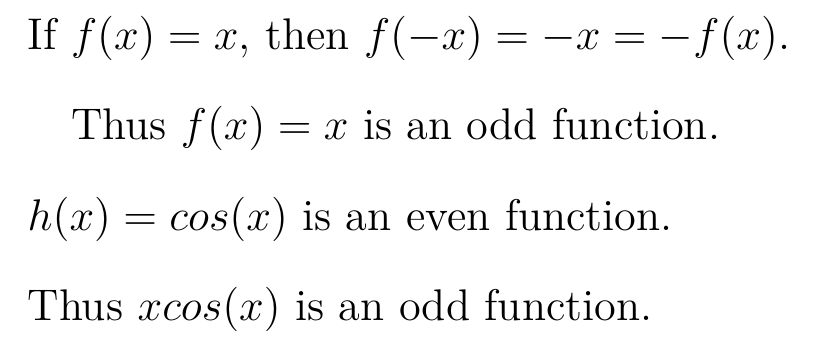 If f(x) = x, then f(−x) = −x = −f(x).
Thus f(x) = x is an odd function.
h(x) = cos(x) is an even function.
Thus xcos(x) is an odd function.